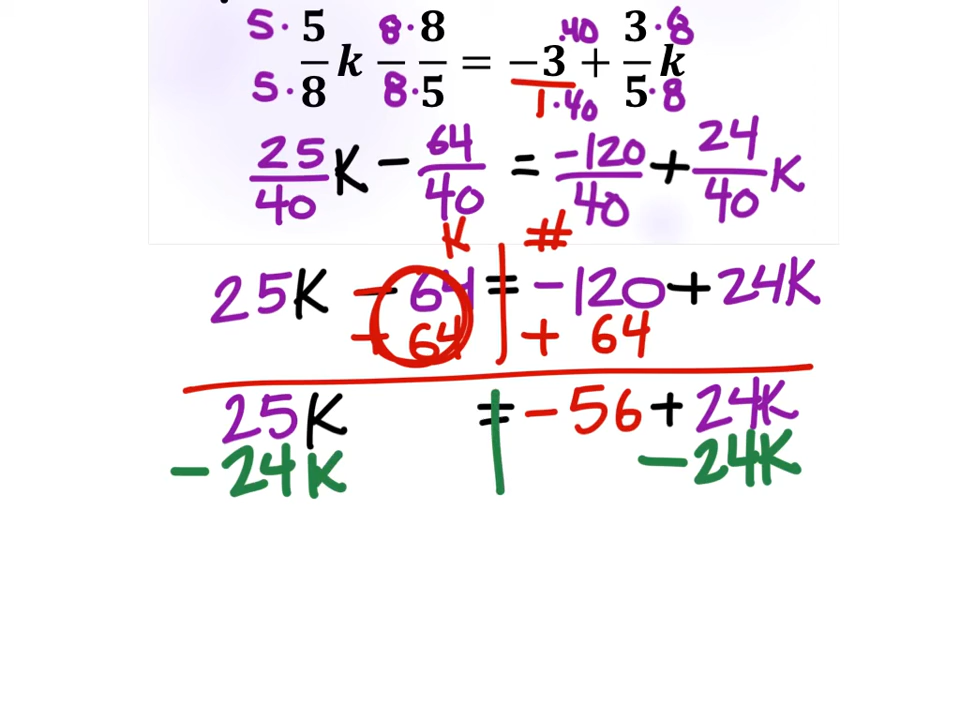 5 · 5/8 k − 8 · 8/5 = −3 · 40 + 3 · 8/5 k
5 · 8 8 · 5 1 · 40 5 · 8
25/40 K − 64/40 = −120/40 + 24/40 K
K #
25K − 64 = −120 + 24K
+ 64 + 64
25K = −56 + 24K
−24K −24K